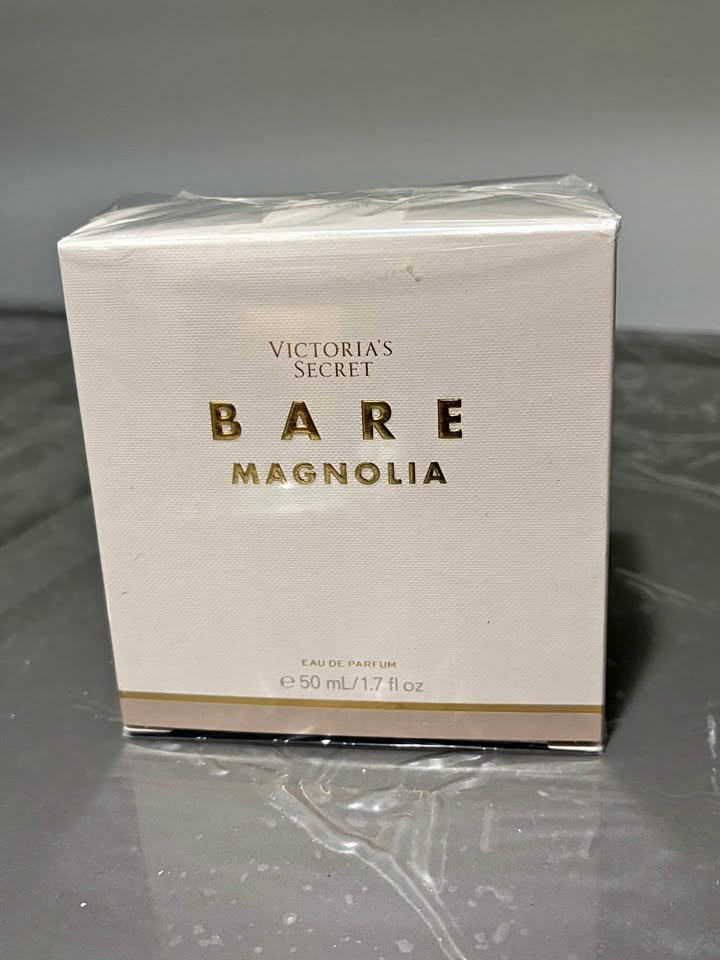 VICTORIA'S
SECRET
BARE
MAGNOLIA
EAU DE PARFUM
℮ 50 mL/1.7 fl oz